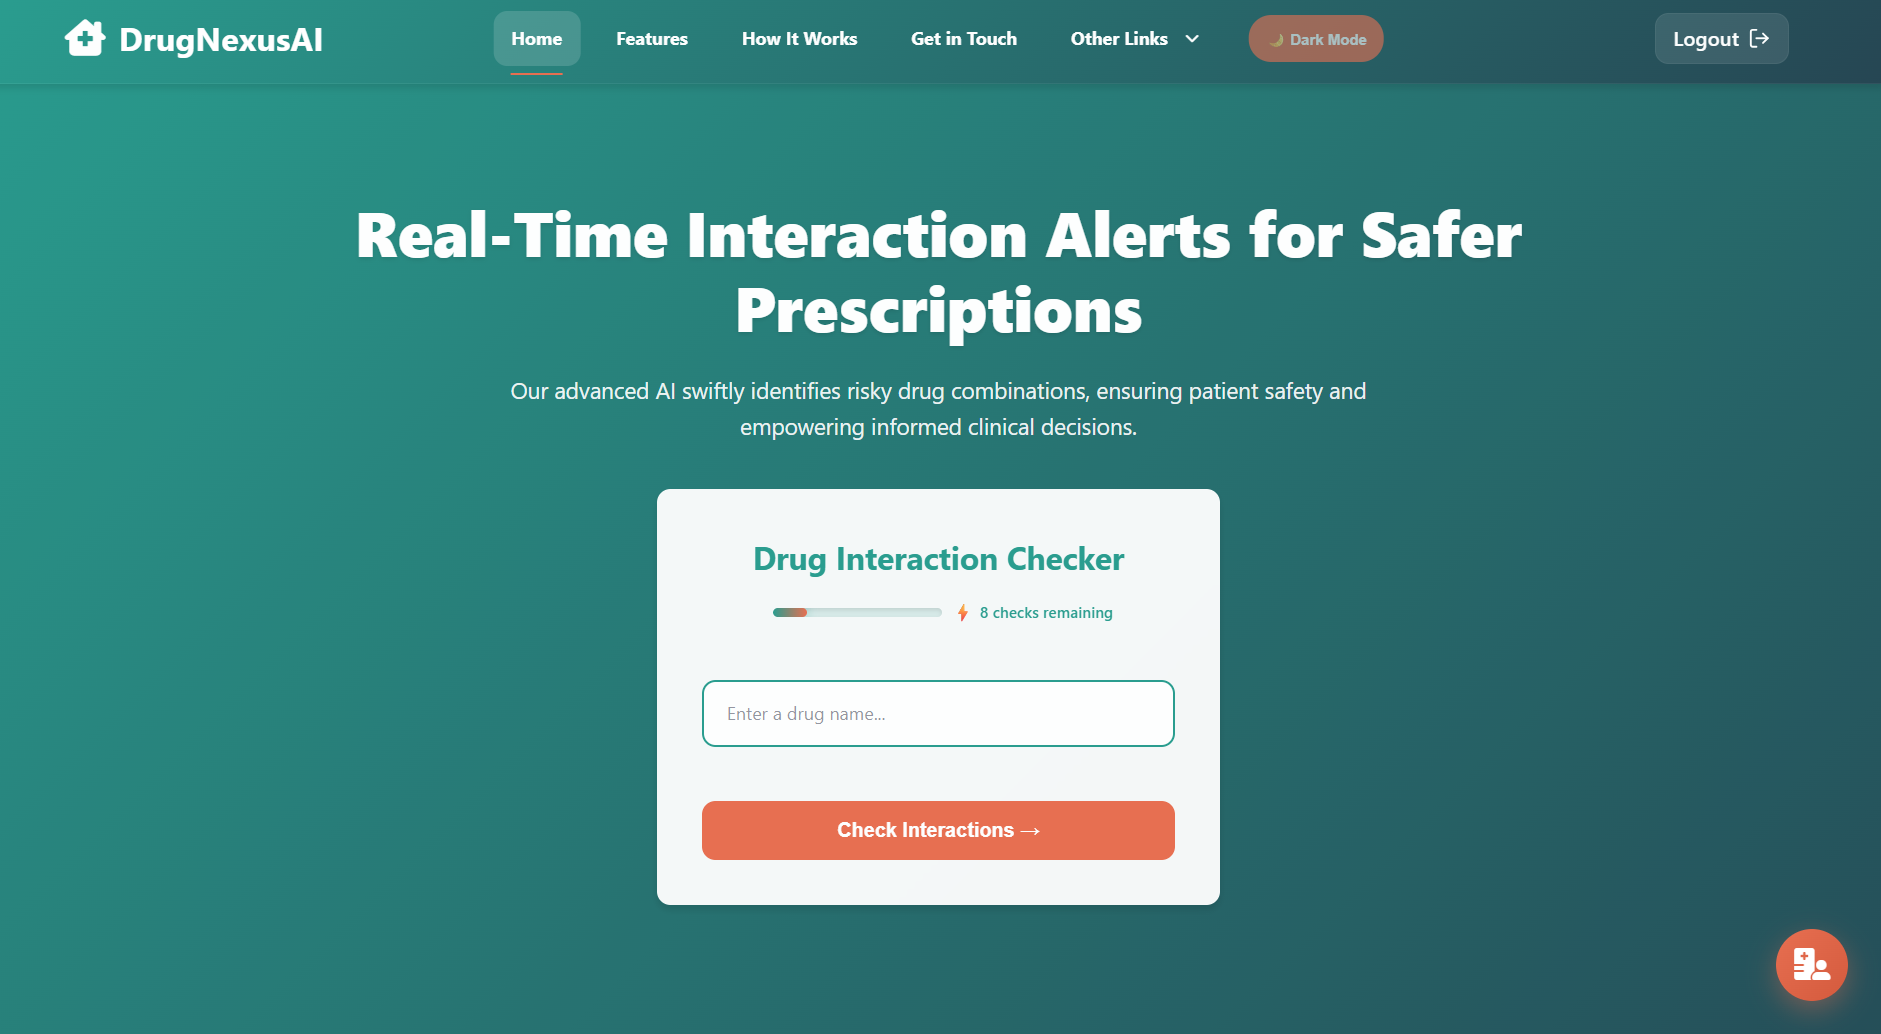 DrugNexusAI
Home
Features
How It Works
Get in Touch
Other Links
🌙 Dark Mode
Logout
Real-Time Interaction Alerts for Safer
Prescriptions
Our advanced AI swiftly identifies risky drug combinations, ensuring patient safety and
empowering informed clinical decisions.
Drug Interaction Checker
8 checks remaining
Enter a drug name...
Check Interactions →